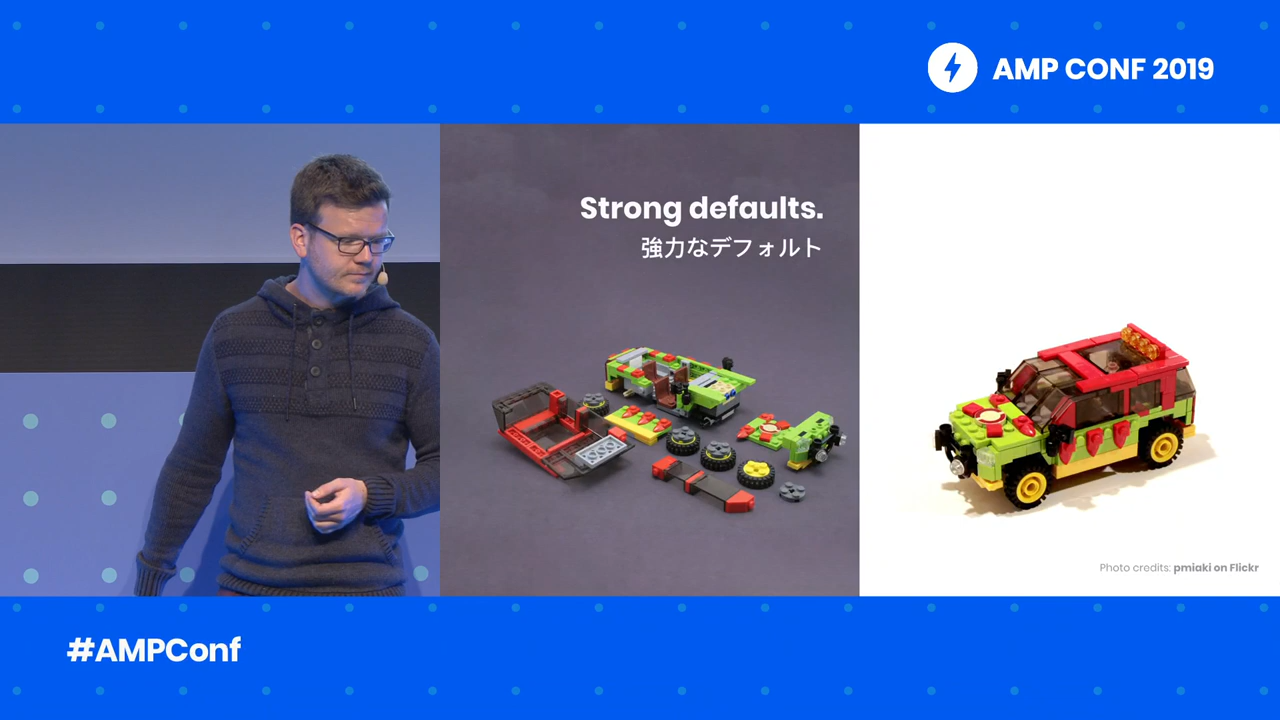 AMP CONF 2019
Strong defaults.
強力なデフォルト
Photo credits: pmiaki on Flickr
#AMPConf